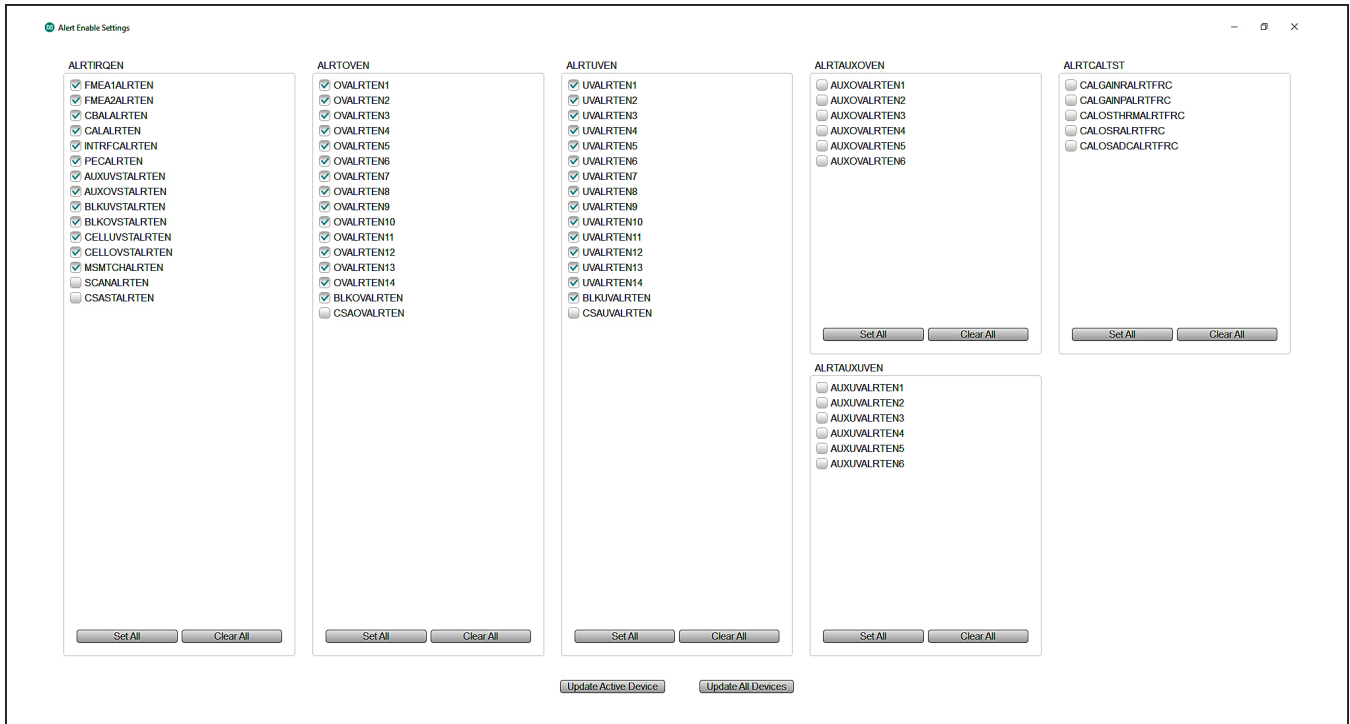 Alert Enable Settings
ALRTIRQEN
FMEA1ALRTEN
FMEA2ALRTEN
CBALALRTEN
CALALRTEN
INTRFCALRTEN
PECALRTEN
AUXUVSTALRTEN
AUXOVSTALRTEN
BLKUVSTALRTEN
BLKOVSTALRTEN
CELLUVSTALRTEN
CELLOVSTALRTEN
MSMTCHALRTEN
SCANALRTEN
CSASTALRTEN
Set All
Clear All
ALRTOVEN
OVALRTEN1
OVALRTEN2
OVALRTEN3
OVALRTEN4
OVALRTEN5
OVALRTEN6
OVALRTEN7
OVALRTEN8
OVALRTEN9
OVALRTEN10
OVALRTEN11
OVALRTEN12
OVALRTEN13
OVALRTEN14
BLKOVALRTEN
CSAOVALRTEN
Set All
Clear All
ALRTUVEN
UVALRTEN1
UVALRTEN2
UVALRTEN3
UVALRTEN4
UVALRTEN5
UVALRTEN6
UVALRTEN7
UVALRTEN8
UVALRTEN9
UVALRTEN10
UVALRTEN11
UVALRTEN12
UVALRTEN13
UVALRTEN14
BLKUVALRTEN
CSAUVALRTEN
Set All
Clear All
ALRTAUXOVEN
AUXOVALRTEN1
AUXOVALRTEN2
AUXOVALRTEN3
AUXOVALRTEN4
AUXOVALRTEN5
AUXOVALRTEN6
Set All
Clear All
ALRTAUXUVEN
AUXUVALRTEN1
AUXUVALRTEN2
AUXUVALRTEN3
AUXUVALRTEN4
AUXUVALRTEN5
AUXUVALRTEN6
Set All
Clear All
ALRTCALTST
CALGAINRALRTFRC
CALGAINPALRTFRC
CALOSTHRMALRTFRC
CALOSRALRTFRC
CALOSADCALRTFRC
Set All
Clear All
Update Active Device
Update All Devices